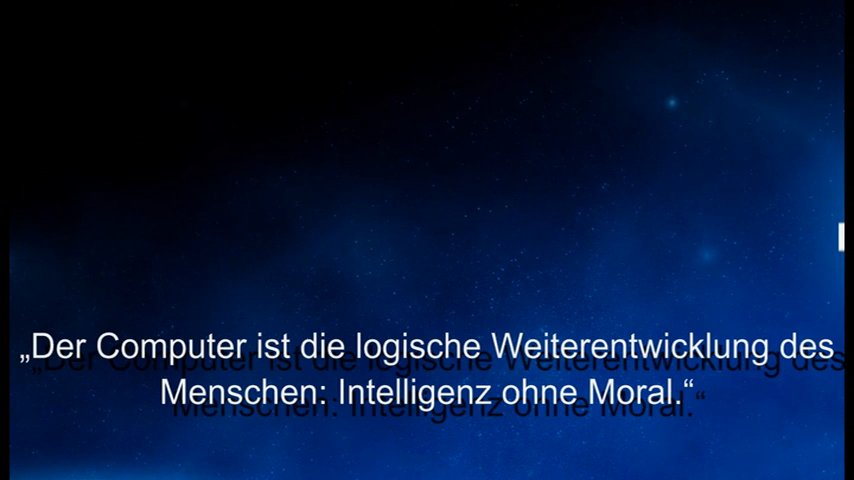 „Der Computer ist die logische Weiterentwicklung des
Menschen: Intelligenz ohne Moral.“